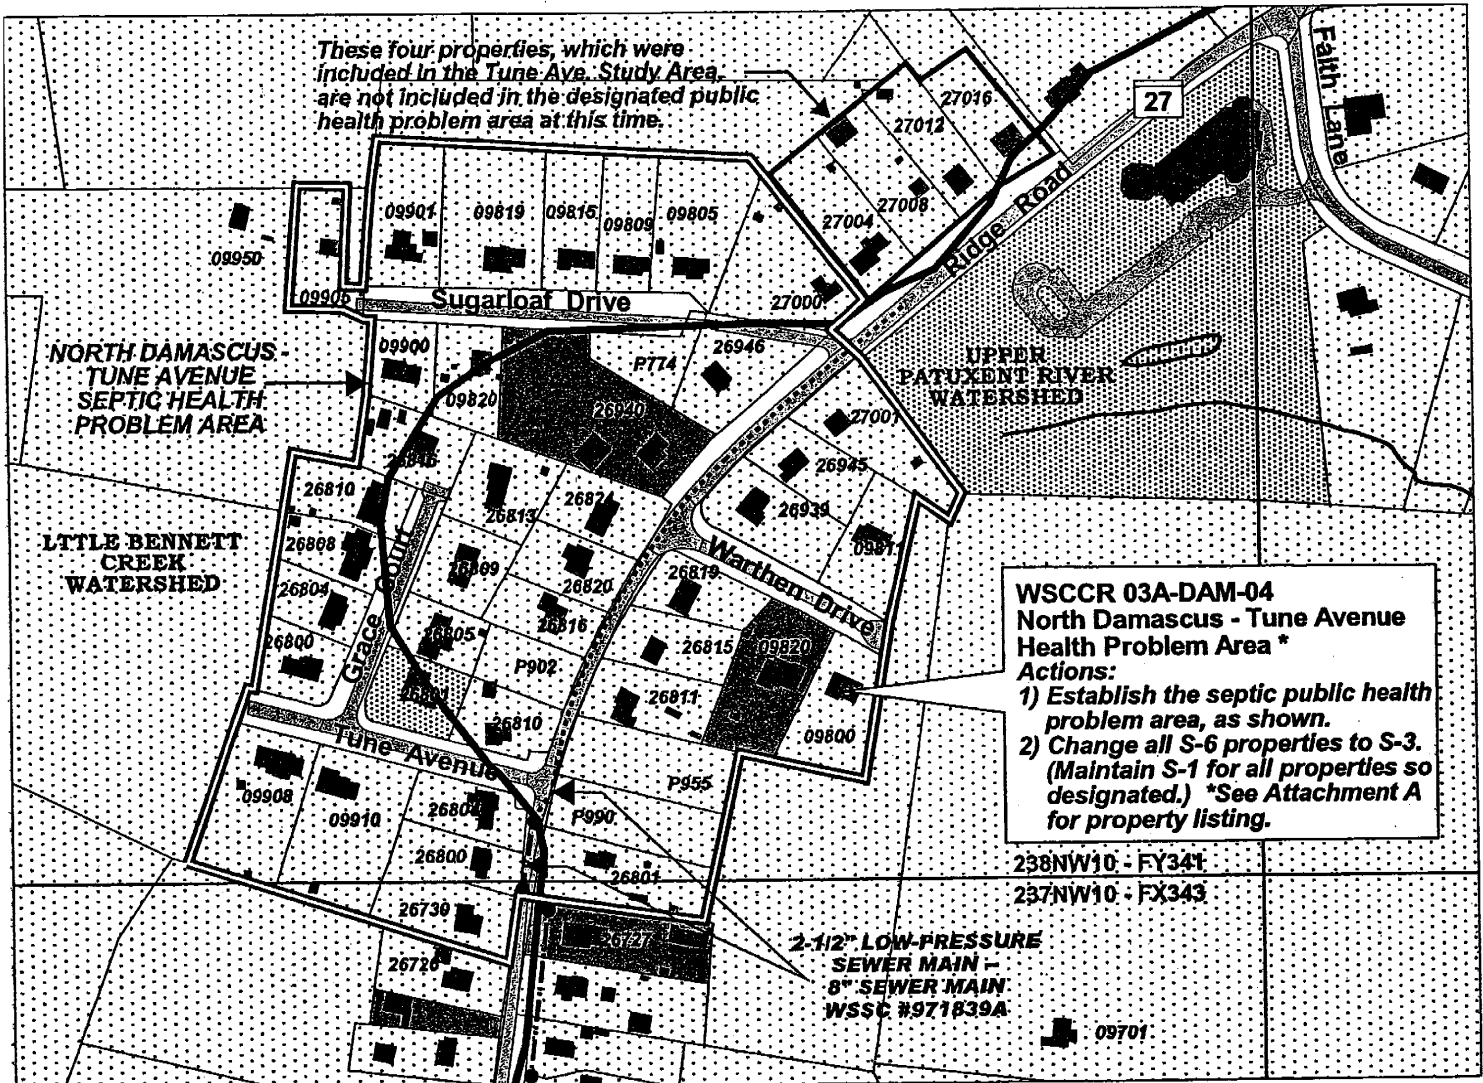 These four properties, which were
included in the Tune Ave. Study Area,
are not included in the designated public
health problem area at this time.
27016
27012
27008
27004
27000
27
Faith Lane
Ridge Road
09901
09819
09815
09809
09805
09950
09905
Sugarloaf Drive
NORTH DAMASCUS -
TUNE AVENUE
SEPTIC HEALTH
PROBLEM AREA
09900
09820
P774
26946
26940
UPPER
PATUXENT RIVER
WATERSHED
27001
26945
26939
09811
26810
26813
26824
26808
26809
26820
26804
26805
26816
26800
26801
P902
26810
LTTLE BENNETT
CREEK
WATERSHED
Grace Court
Warthen Drive
26819
26815
09820
26811
09800
Tune Avenue
P955
P990
09908
09910
26804
26800
26801
26730
26727
26726
WSCCR 03A-DAM-04
North Damascus - Tune Avenue
Health Problem Area *
Actions:
1) Establish the septic public health
problem area, as shown.
2) Change all S-6 properties to S-3.
(Maintain S-1 for all properties so
designated.) *See Attachment A
for property listing.
238NW10 - FY341
237NW10 - FX343
2-1/2" LOW-PRESSURE
SEWER MAIN –
8" SEWER MAIN
WSSC #971839A
09701